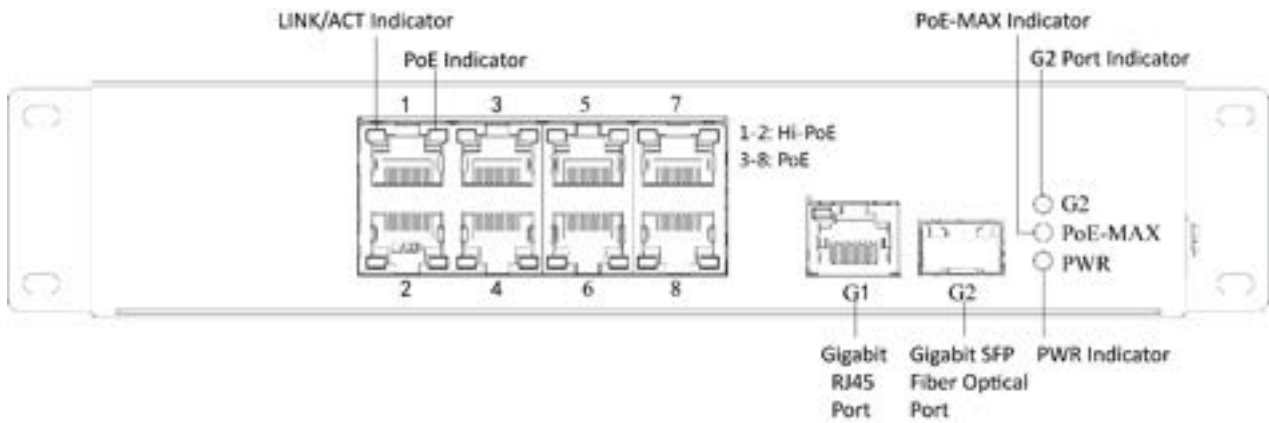 LINK/ACT Indicator
PoE-MAX Indicator
PoE Indicator
G2 Port Indicator
1 3 5 7
1-2: Hi-PoE
3-8: PoE
G2
PoE-MAX
PWR
2 4 6 8
G1 G2
Gigabit RJ45 Port
Gigabit SFP Fiber Optical Port
PWR Indicator